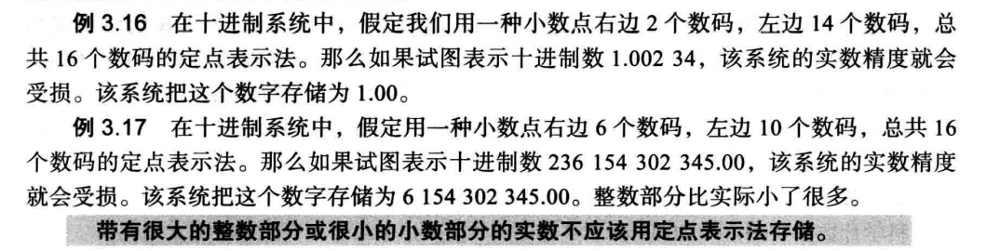 例 3.16 在十进制系统中，假定我们用一种小数点右边 2 个数码，左边 14 个数码，总
共 16 个数码的定点表示法。那么如果试图表示十进制数 1.002 34，该系统的实数精度就会
受损。该系统把这个数字存储为 1.00。
例 3.17 在十进制系统中，假定用一种小数点右边 6 个数码，左边 10 个数码，总共 16
个数码的定点表示法。那么如果试图表示十进制数 236 154 302 345.00，该系统的实数精度
就会受损。该系统把这个数字存储为 6 154 302 345.00。整数部分比实际小了很多。
带有很大的整数部分或很小的小数部分的实数不应该用定点表示法存储。